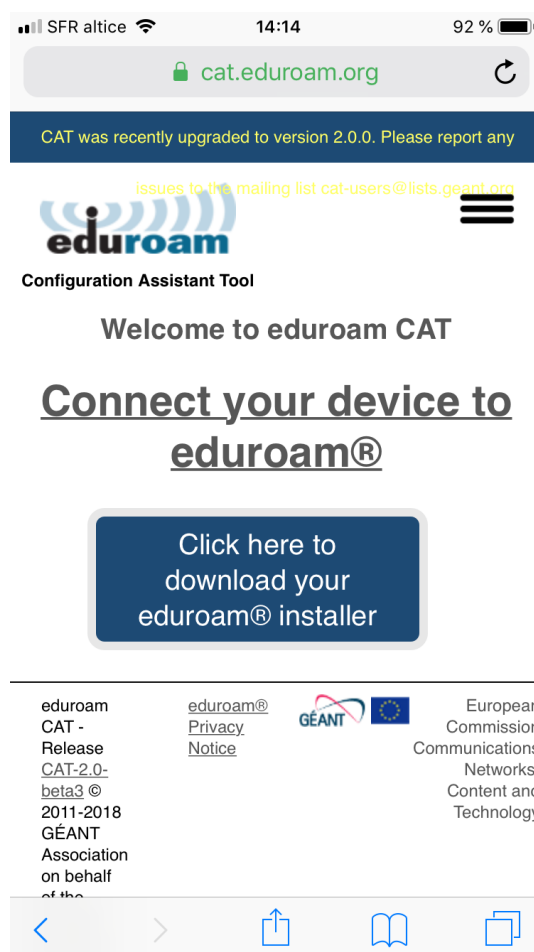 SFR altice 14:14 92 %
cat.eduroam.org
CAT was recently upgraded to version 2.0.0. Please report any
issues to the mailing list cat-users@lists.geant.org
eduroam
Configuration Assistant Tool
Welcome to eduroam CAT
Connect your device to
eduroam®
Click here to
download your
eduroam® installer
eduroam
CAT -
Release
CAT-2.0-
beta3 ©
2011-2018
GÉANT
Association
on behalf
of the
eduroam®
Privacy
Notice
GÉANT
European
Commission
Communications
Networks
Content and
Technology